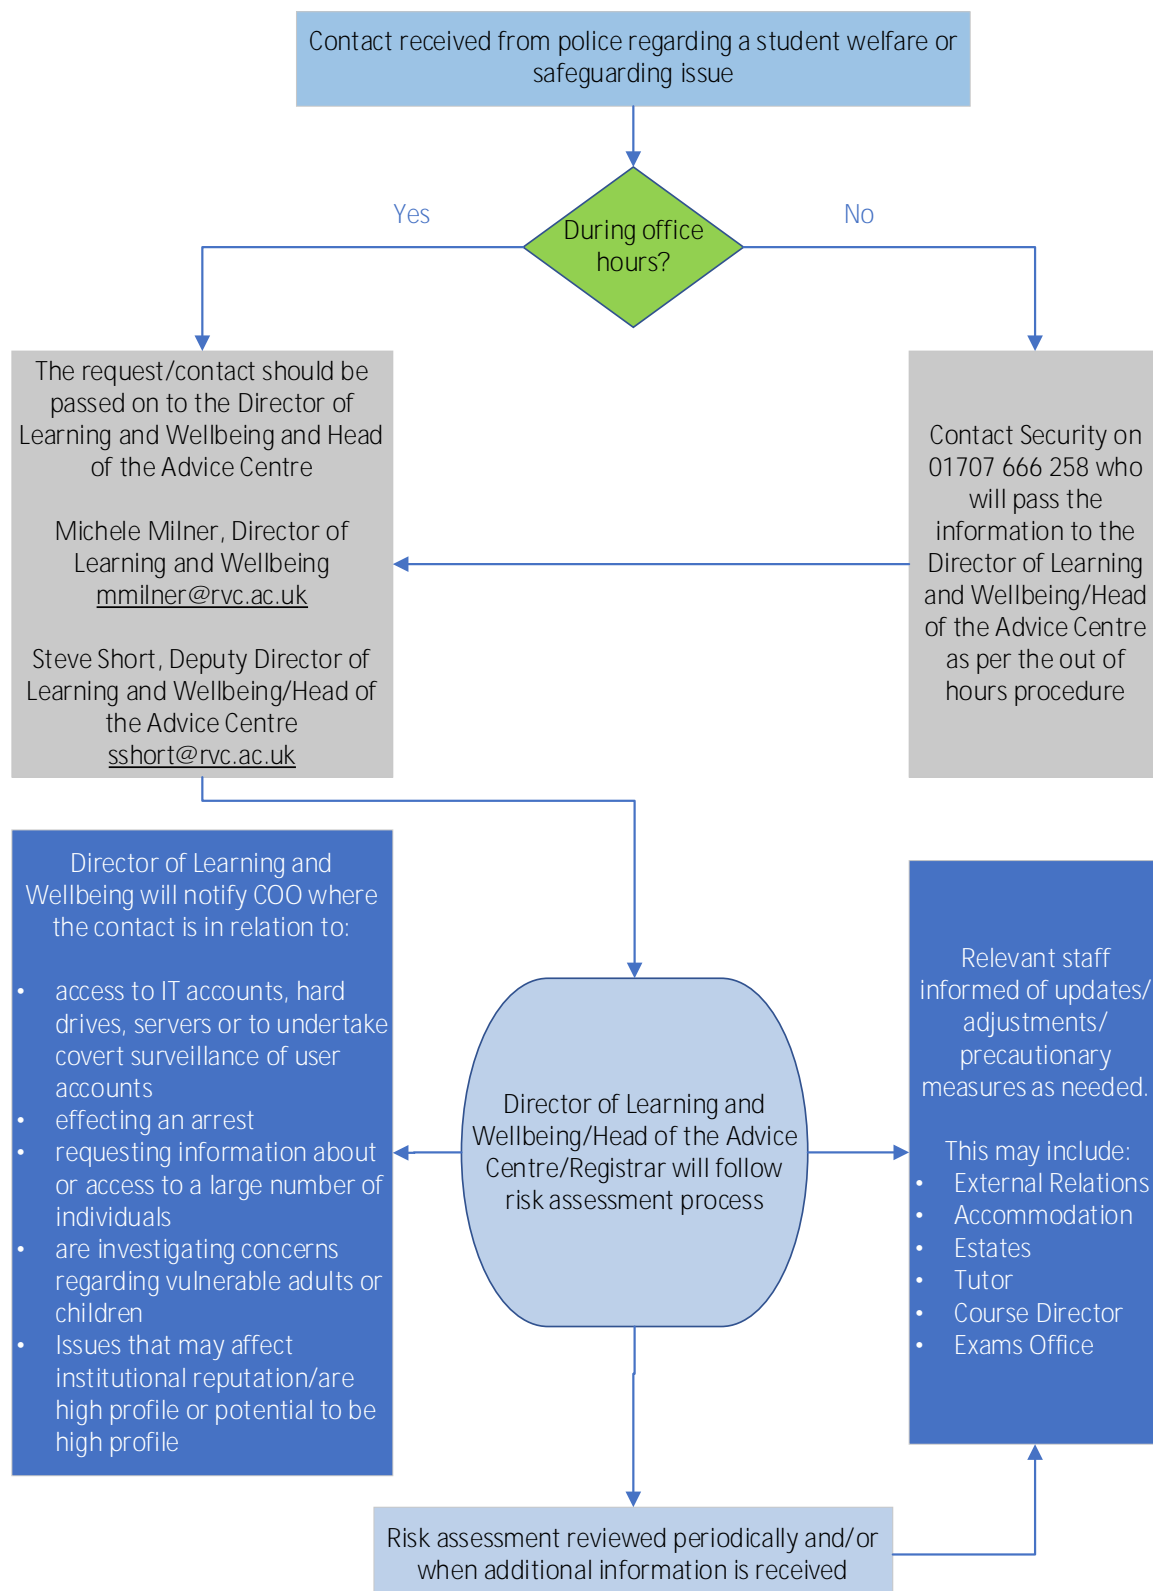 Contact received from police regarding a student welfare or
safeguarding issue
Yes
No
During office
hours?
The request/contact should be
passed on to the Director of
Learning and Wellbeing and Head
of the Advice Centre
Michele Milner, Director of
Learning and Wellbeing
mmilner@rvc.ac.uk
Steve Short, Deputy Director of
Learning and Wellbeing/Head of
the Advice Centre
sshort@rvc.ac.uk
Contact Security on
01707 666 258 who
will pass the
information to the
Director of Learning
and Wellbeing/Head
of the Advice Centre
as per the out of
hours procedure
Director of Learning and
Wellbeing will notify COO where
the contact is in relation to:
• access to IT accounts, hard
drives, servers or to undertake
covert surveillance of user
accounts
• effecting an arrest
• requesting information about
or access to a large number of
individuals
• are investigating concerns
regarding vulnerable adults or
children
• Issues that may affect
institutional reputation/are
high profile or potential to be
high profile
Director of Learning and
Wellbeing/Head of the Advice
Centre/Registrar will follow
risk assessment process
Relevant staff
informed of updates/
adjustments/
precautionary
measures as needed.
This may include:
• External Relations
• Accommodation
• Estates
• Tutor
• Course Director
• Exams Office
Risk assessment reviewed periodically and/or
when additional information is received